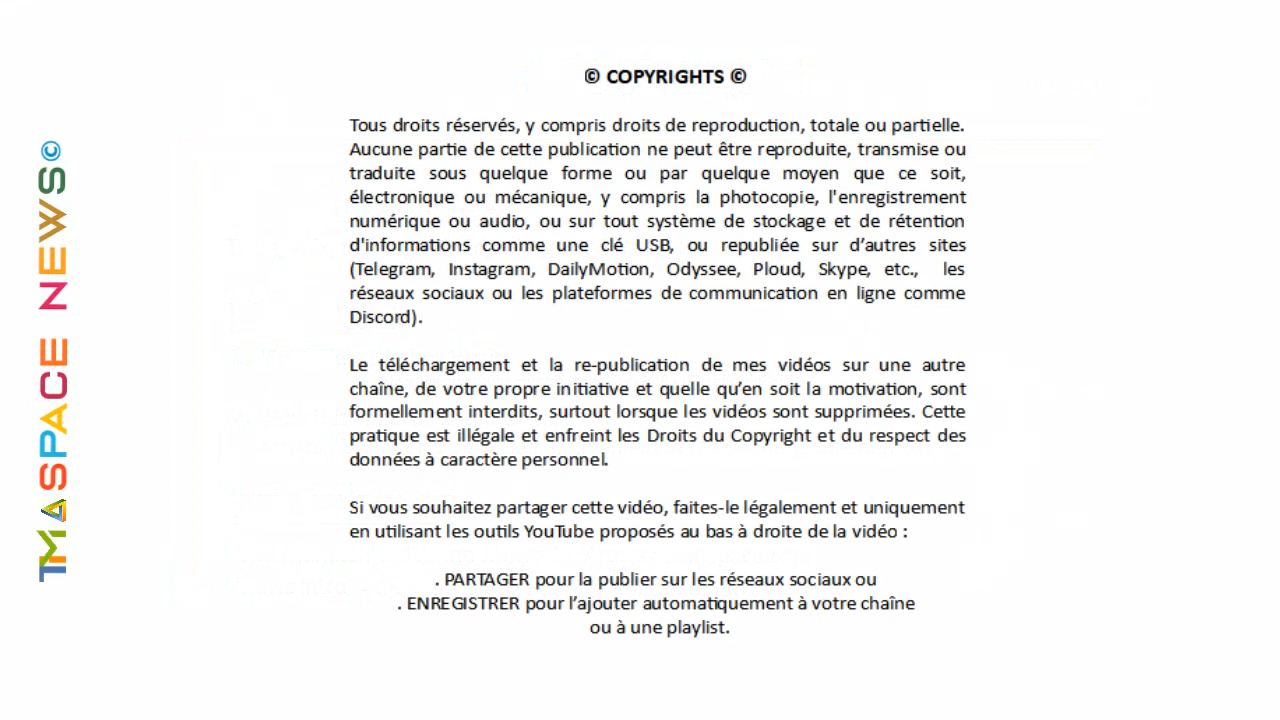 © COPYRIGHTS ©
Tous droits réservés, y compris droits de reproduction, totale ou partielle.
Aucune partie de cette publication ne peut être reproduite, transmise ou
traduite sous quelque forme ou par quelque moyen que ce soit,
électronique ou mécanique, y compris la photocopie, l'enregistrement
numérique ou audio, ou sur tout système de stockage et de rétention
d'informations comme une clé USB, ou republiée sur d’autres sites
(Telegram, Instagram, DailyMotion, Odyssee, Ploud, Skype, etc., les
réseaux sociaux ou les plateformes de communication en ligne comme
Discord).
Le téléchargement et la re-publication de mes vidéos sur une autre
chaîne, de votre propre initiative et quelle qu’en soit la motivation, sont
formellement interdits, surtout lorsque les vidéos sont supprimées. Cette
pratique est illégale et enfreint les Droits du Copyright et du respect des
données à caractère personnel.
Si vous souhaitez partager cette vidéo, faites-le légalement et uniquement
en utilisant les outils YouTube proposés au bas à droite de la vidéo :
. PARTAGER pour la publier sur les réseaux sociaux ou
. ENREGISTRER pour l’ajouter automatiquement à votre chaîne
ou à une playlist.
TMASPACE NEWS©